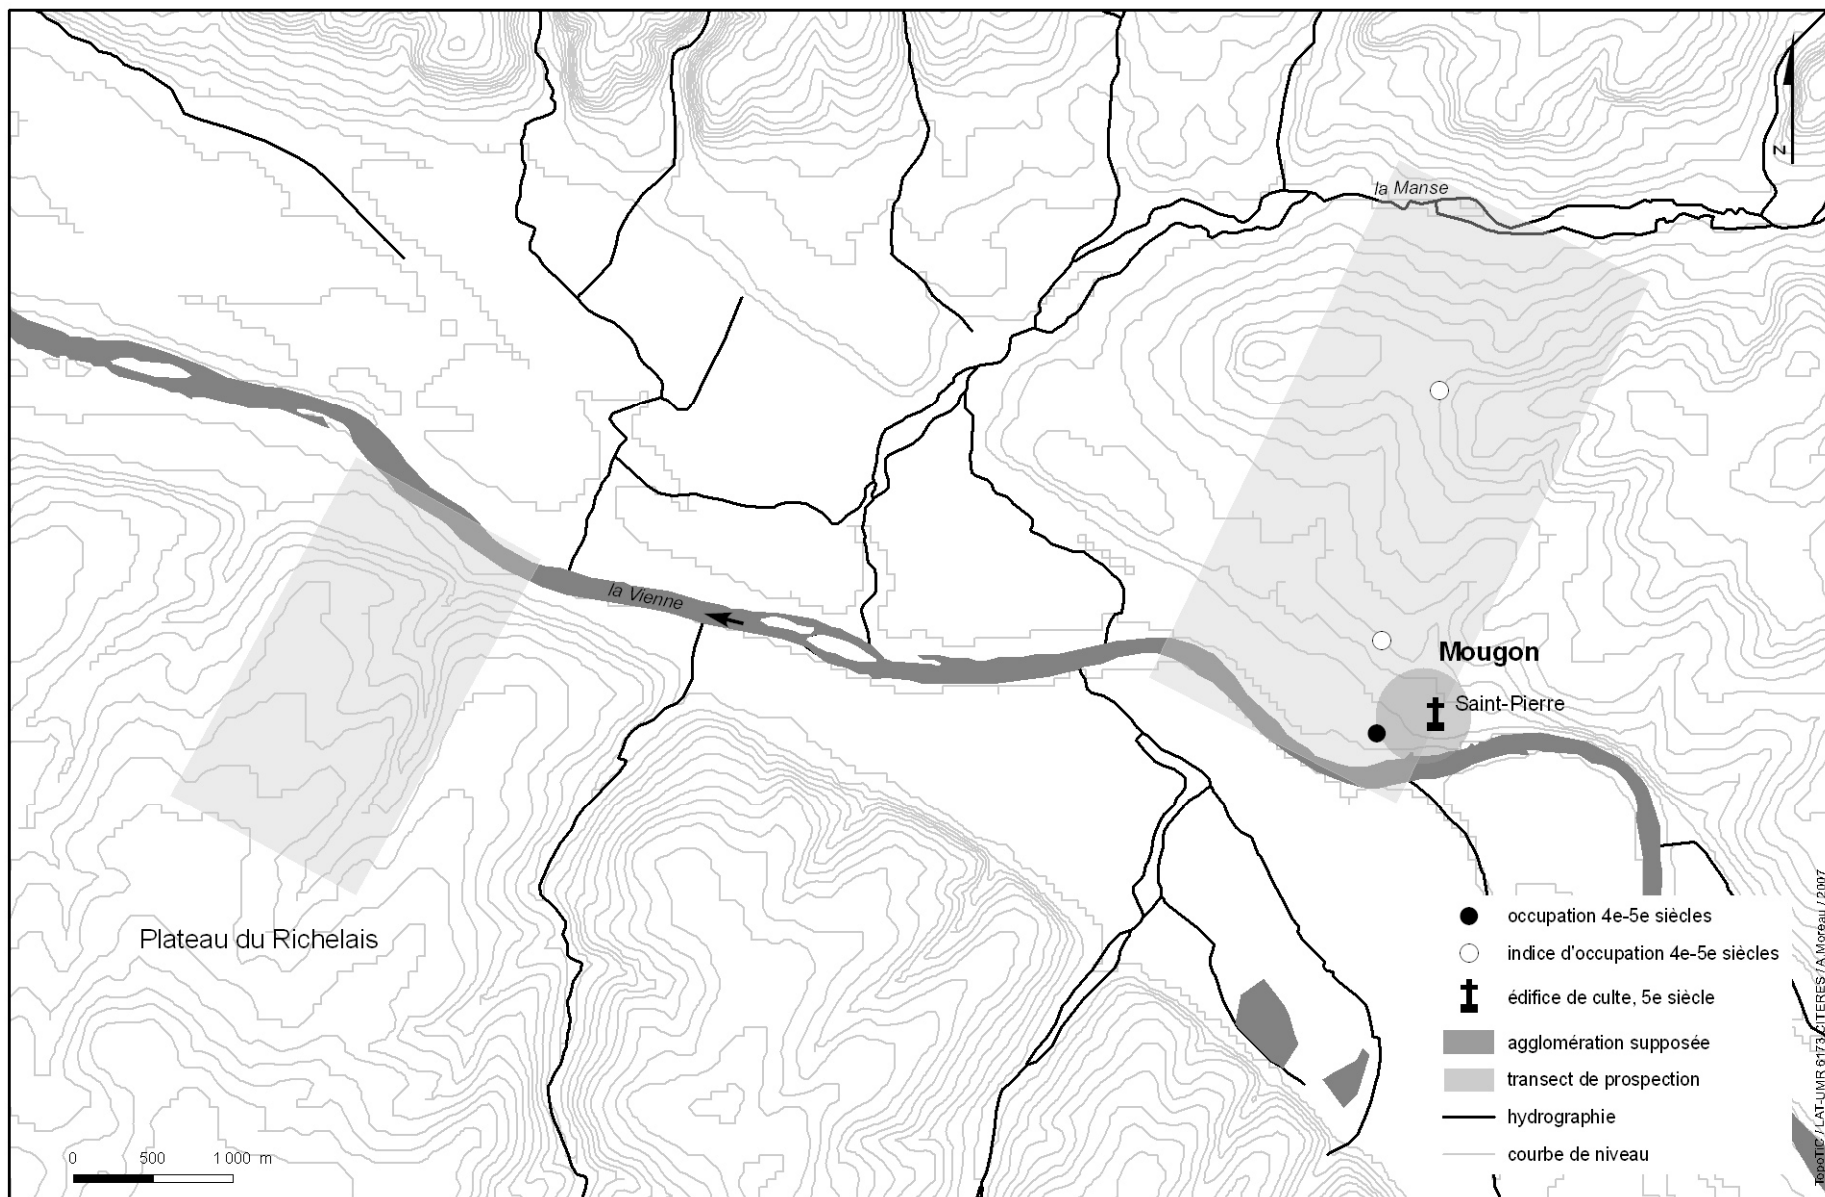 la Manse
z
la Vienne
Mougon
Saint-Pierre
Plateau du Richelais
occupation 4e-5e siècles
indice d'occupation 4e-5e siècles
édifice de culte, 5e siècle
agglomération supposée
transect de prospection
hydrographie
courbe de niveau
0 500 1 000 m
/ LAT-UMR 6173 CITERES / A.Moreau / 2007